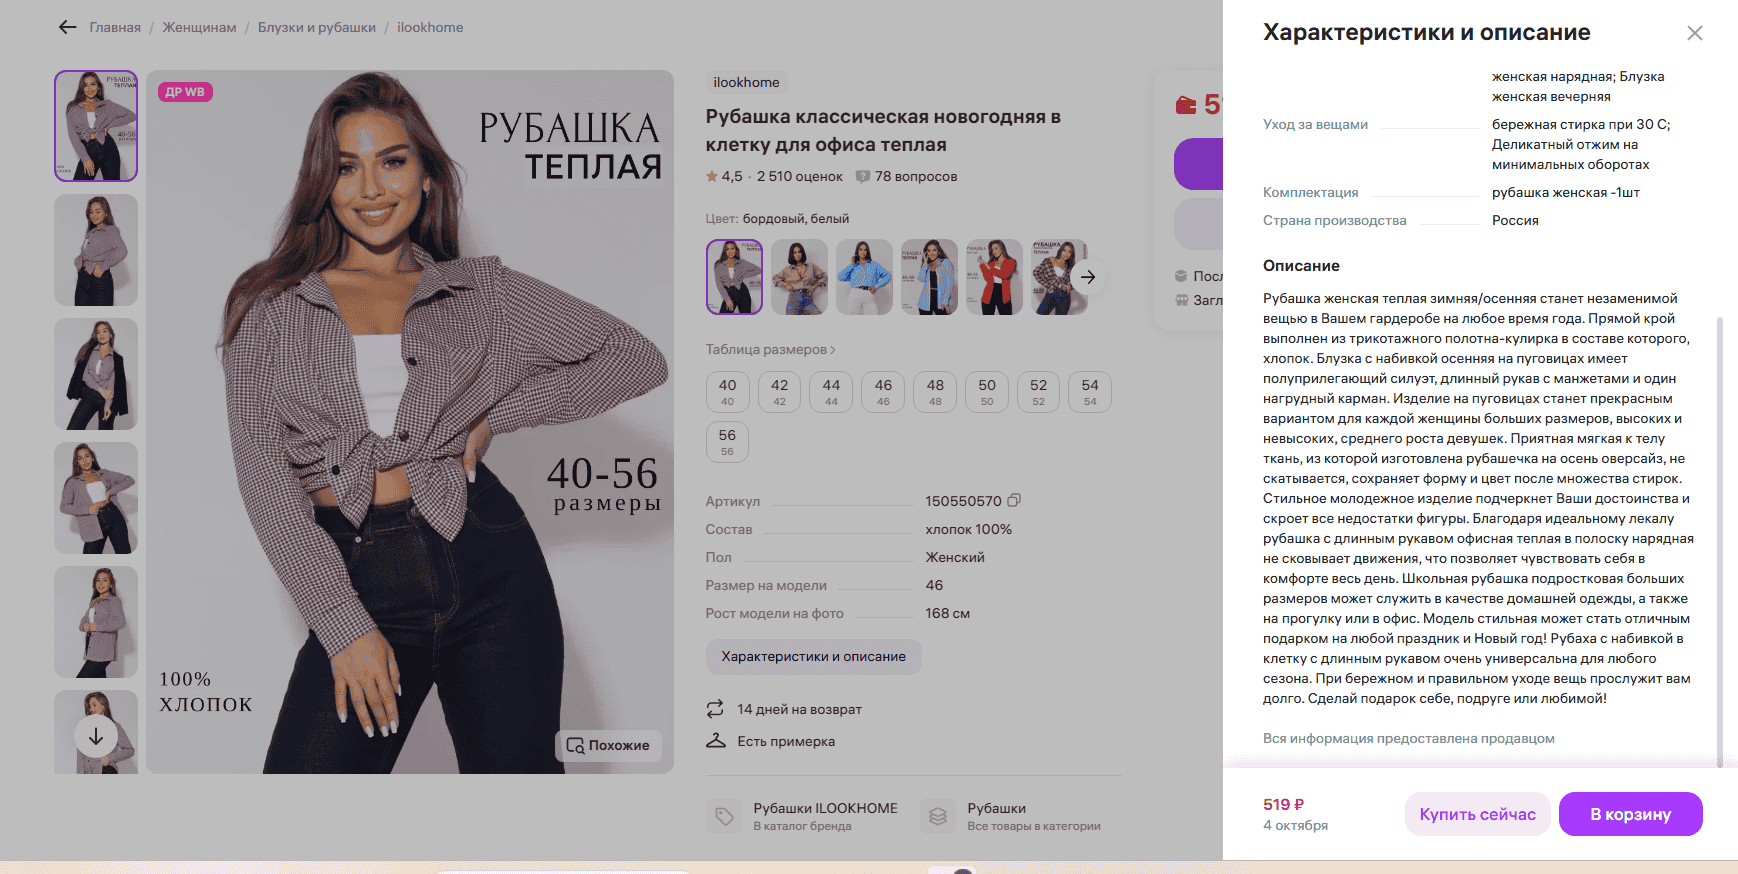 Главная / Женщинам / Блузки и рубашки / ilookhome
ДР WB
РУБАШКА
ТЕПЛАЯ
40-56
размеры
100%
ХЛОПОК
Похожие
ilookhome
Рубашка классическая новогодняя в
клетку для офиса теплая
4,5 · 2 510 оценок 78 вопросов
Цвет: бордовый, белый
Таблица размеров
40 42 44 46 48 50 52 54
40 42 44 46 48 50 52 54
56
56
Артикул 150550570
Состав хлопок 100%
Пол Женский
Размер на модели 46
Рост модели на фото 168 см
Характеристики и описание
14 дней на возврат
Есть примерка
Рубашки ILOOKHOME
В каталог бренда
Рубашки
Все товары в категории
Характеристики и описание
женская нарядная; Блузка
женская вечерняя
Уход за вещами бережная стирка при 30 С;
Деликатный отжим на
минимальных оборотах
Комплектация рубашка женская -1шт
Страна производства Россия
Описание
Рубашка женская теплая зимняя/осенняя станет незаменимой
вещью в Вашем гардеробе на любое время года. Прямой крой
выполнен из трикотажного полотна-кулирка в составе которого,
хлопок. Блузка с набивкой осенняя на пуговицах имеет
полуприлегающий силуэт, длинный рукав с манжетами и один
нагрудный карман. Изделие на пуговицах станет прекрасным
вариантом для каждой женщины больших размеров, высоких и
невысоких, среднего роста девушек. Приятная мягкая к телу
ткань, из которой изготовлена рубашечка на осень оверсайз, не
скатывается, сохраняет форму и цвет после множества стирок.
Стильное молодежное изделие подчеркнет Ваши достоинства и
скроет все недостатки фигуры. Благодаря идеальному лекалу
рубашка с длинным рукавом офисная теплая в полоску нарядная
не сковывает движения, что позволяет чувствовать себя в
комфорте весь день. Школьная рубашка подростковая больших
размеров может служить в качестве домашней одежды, а также
на прогулку или в офис. Модель стильная может стать отличным
подарком на любой праздник и Новый год! Рубаха с набивкой в
клетку с длинным рукавом очень универсальна для любого
сезона. При бережном и правильном уходе вещь прослужит вам
долго. Сделай подарок себе, подруге или любимой!
Вся информация предоставлена продавцом
519 ₽
4 октября
Купить сейчас
В корзину